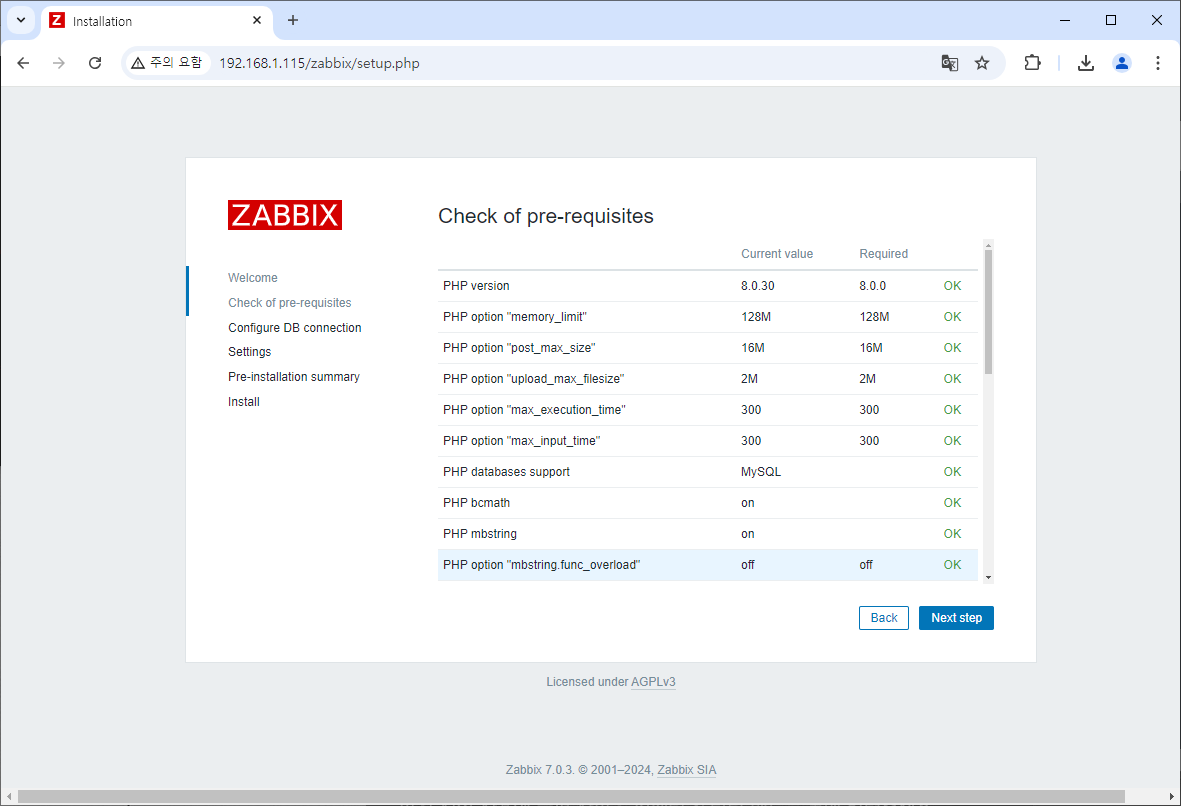 Installation
주의 요함 192.168.1.115/zabbix/setup.php
ZABBIX
Welcome
Check of pre-requisites
Configure DB connection
Settings
Pre-installation summary
Install
Check of pre-requisites
Current value Required
PHP version 8.0.30 8.0.0 OK
PHP option "memory_limit" 128M 128M OK
PHP option "post_max_size" 16M 16M OK
PHP option "upload_max_filesize" 2M 2M OK
PHP option "max_execution_time" 300 300 OK
PHP option "max_input_time" 300 300 OK
PHP databases support MySQL OK
PHP bcmath on OK
PHP mbstring on OK
PHP option "mbstring.func_overload" off off OK
Back Next step
Licensed under AGPLv3
Zabbix 7.0.3. © 2001–2024, Zabbix SIA